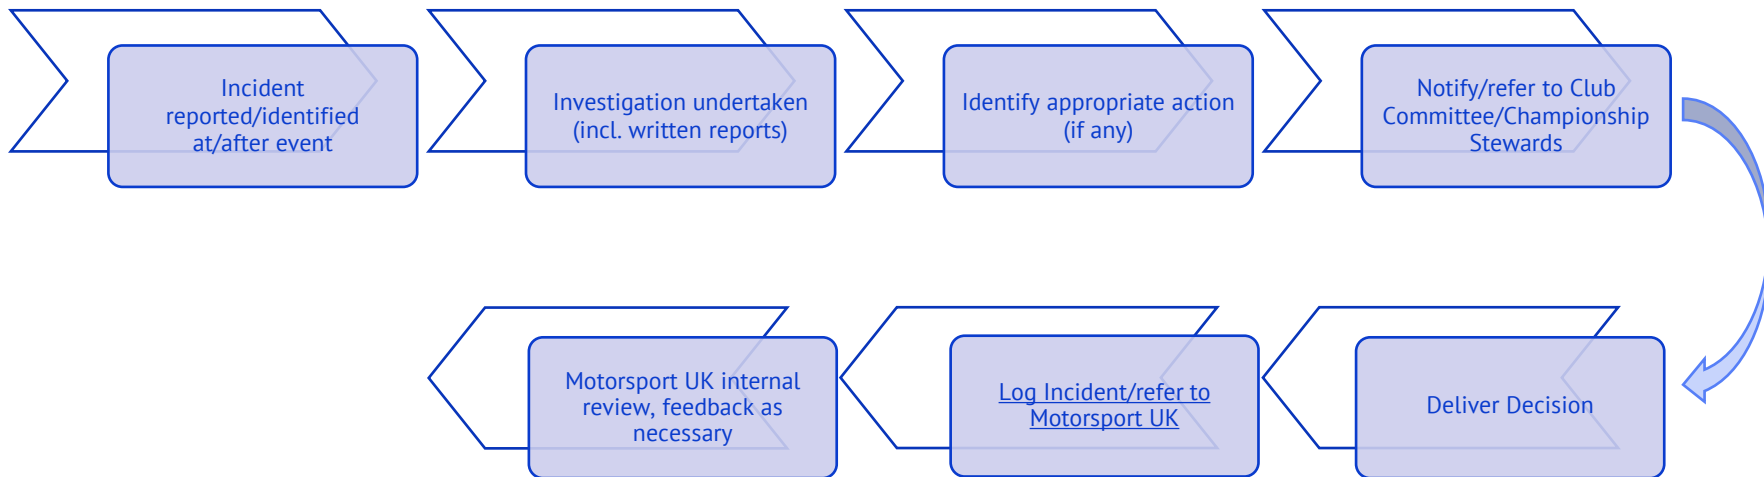 Incident
reported/identified
at/after event
Investigation undertaken
(incl. written reports)
Identify appropriate action
(if any)
Notify/refer to Club
Committee/Championship
Stewards
Deliver Decision
Log Incident/refer to
Motorsport UK
Motorsport UK internal
review, feedback as
necessary